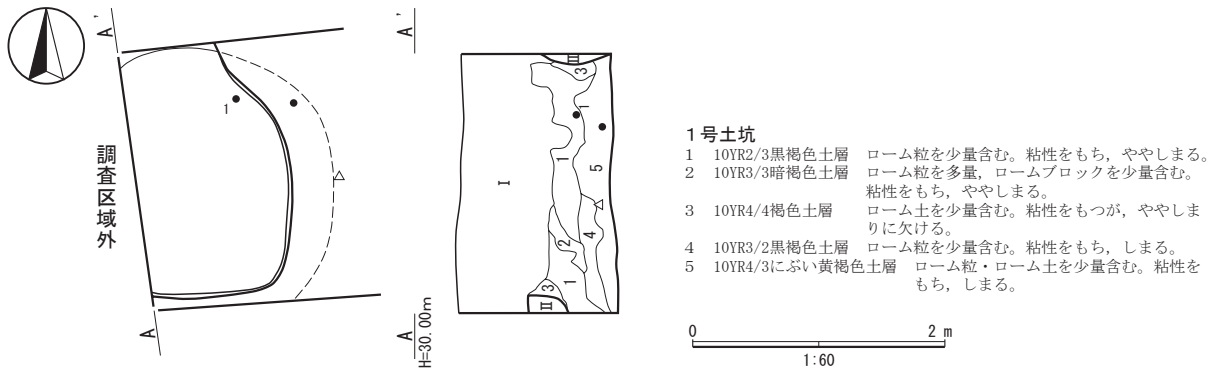 A'
A'
1
調査区域外
A
A
H=30.00m
Ⅲ
3
1
Ⅰ
1
5
2
4
3
1
Ⅱ
1号土坑
1 10YR2/3黒褐色土層 ローム粒を少量含む。粘性をもち，ややしまる。
2 10YR3/3暗褐色土層 ローム粒を多量，ロームブロックを少量含む。
粘性をもち，ややしまる。
3 10YR4/4褐色土層 ローム土を少量含む。粘性をもつが，ややしま
りに欠ける。
4 10YR3/2黒褐色土層 ローム粒を少量含む。粘性をもち，しまる。
5 10YR4/3にぶい黄褐色土層 ローム粒・ローム土を少量含む。粘性を
もち，しまる。
0 2 m
1:60